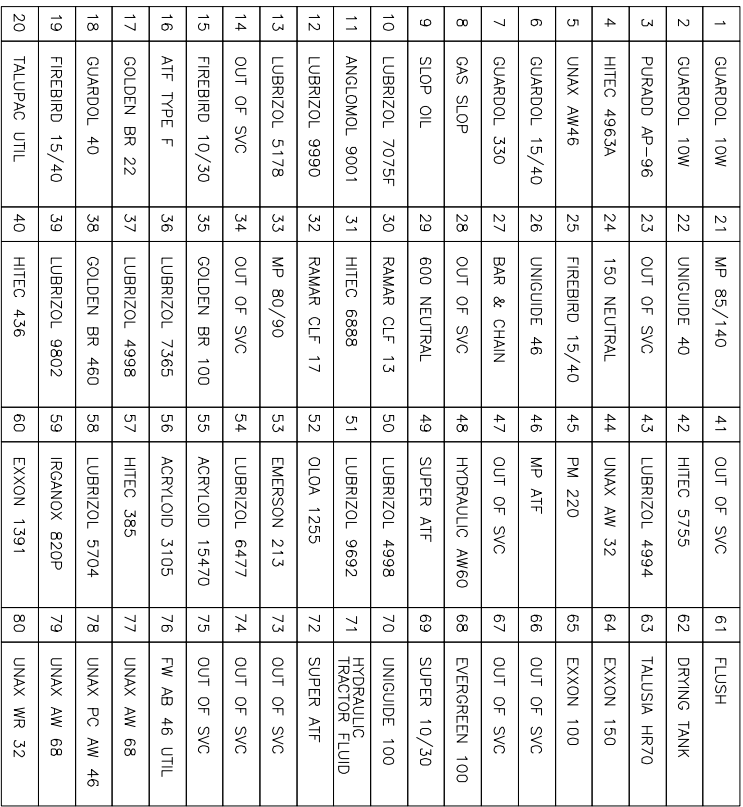 1 GUARDOL 10W 21 MP 85/140 41 OUT OF SVC 61 FLUSH
2 GUARDOL 10W 22 UNIGUIDE 40 42 HITEC 5755 62 DRYING TANK
3 PURADD AP-96 23 OUT OF SVC 43 LUBRIZOL 4994 63 TALUSIA HR70
4 HITEC 4963A 24 150 NEUTRAL 44 UNAX AW 32 64 EXXON 150
5 UNAX AW46 25 FIREBIRD 15/40 45 PM 220 65 EXXON 100
6 GUARDOL 15/40 26 UNIGUIDE 46 46 MP ATF 66 OUT OF SVC
7 GUARDOL 330 27 BAR & CHAIN 47 OUT OF SVC 67 OUT OF SVC
8 GAS SLOP 28 OUT OF SVC 48 HYDRAULIC AW60 68 EVERGREEN 100
9 SLOP OIL 29 600 NEUTRAL 49 SUPER ATF 69 SUPER 10/30
10 LUBRIZOL 7075F 30 RAMAR CLF 13 50 LUBRIZOL 4998 70 UNIGUIDE 100
11 ANGLOMOL 9001 31 HITEC 6888 51 LUBRIZOL 9692 71 HYDRAULIC
TRACTOR FLUID
12 LUBRIZOL 9990 32 RAMAR CLF 17 52 OLOA 1255 72 SUPER ATF
13 LUBRIZOL 5178 33 MP 80/90 53 EMERSON 213 73 OUT OF SVC
14 OUT OF SVC 34 OUT OF SVC 54 LUBRIZOL 6477 74 OUT OF SVC
15 FIREBIRD 10/30 35 GOLDEN BR 100 55 ACRYLOID 15470 75 OUT OF SVC
16 ATF TYPE F 36 LUBRIZOL 7365 56 ACRYLOID 3105 76 FW AB 46 UTIL
17 GOLDEN BR 22 37 LUBRIZOL 4998 57 HITEC 385 77 UNAX AW 68
18 GUARDOL 40 38 GOLDEN BR 460 58 LUBRIZOL 5704 78 UNAX PC AW 46
19 FIREBIRD 15/40 39 LUBRIZOL 9802 59 IRGANOX 820P 79 UNAX AW 68
20 TALUPAC UTIL 40 HITEC 436 60 EXXON 1391 80 UNAX WR 32